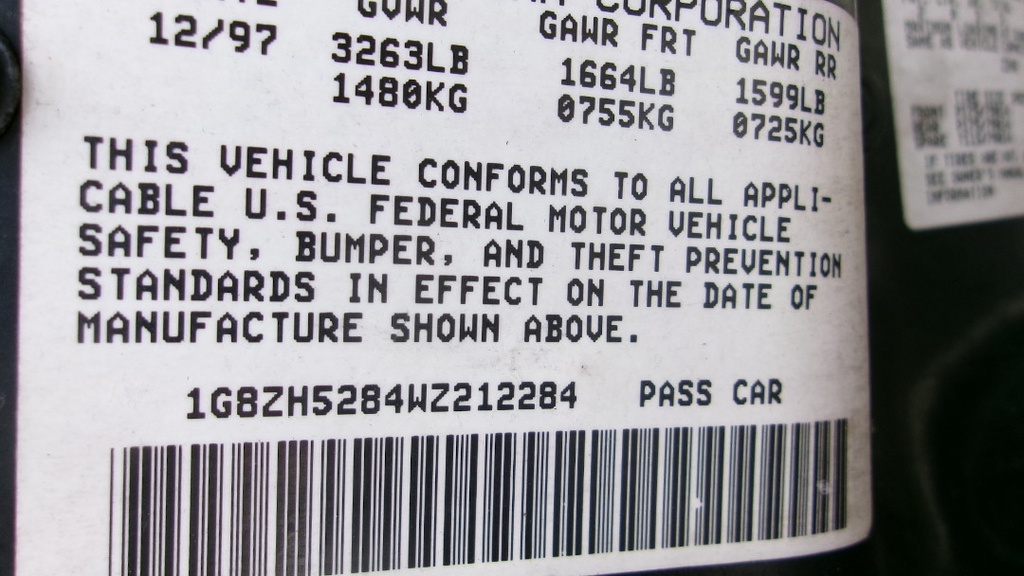 CORPORATION
GVWR GAWR FRT GAWR RR
12/97 3263LB 1664LB 1599LB
1480KG 0755KG 0725KG
THIS VEHICLE CONFORMS TO ALL APPLI-
CABLE U.S. FEDERAL MOTOR VEHICLE
SAFETY, BUMPER, AND THEFT PREVENTION
STANDARDS IN EFFECT ON THE DATE OF
MANUFACTURE SHOWN ABOVE.
1G8ZH5284WZ212284 PASS CAR